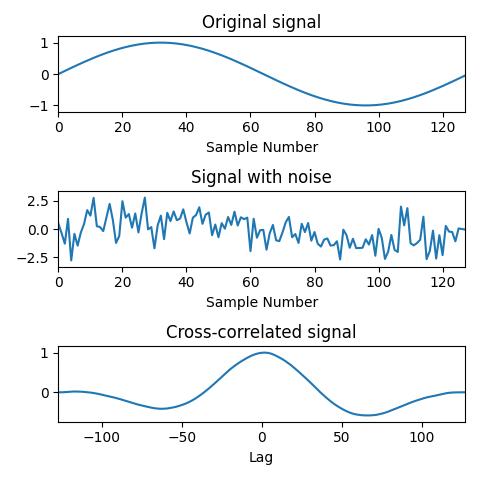 Original signal
1
0
−1
0 20 40 60 80 100 120
Sample Number
Signal with noise
2.5
0.0
−2.5
0 20 40 60 80 100 120
Sample Number
Cross-correlated signal
1
0
−100 −50 0 50 100
Lag